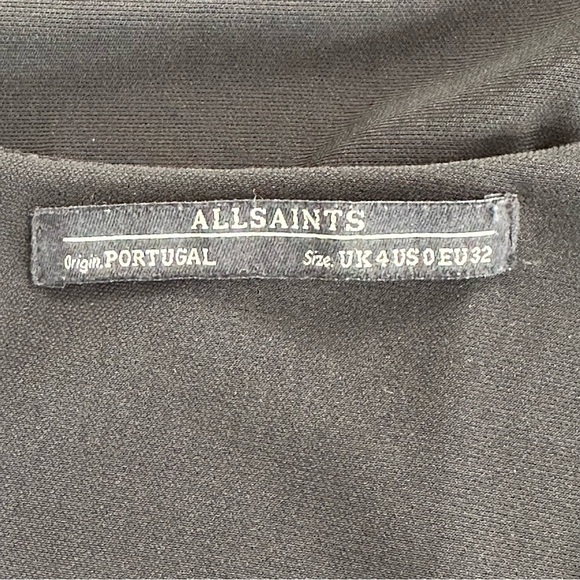 ALLSAINTS
Origin. PORTUGAL Size. UK 4 US 0 EU 32